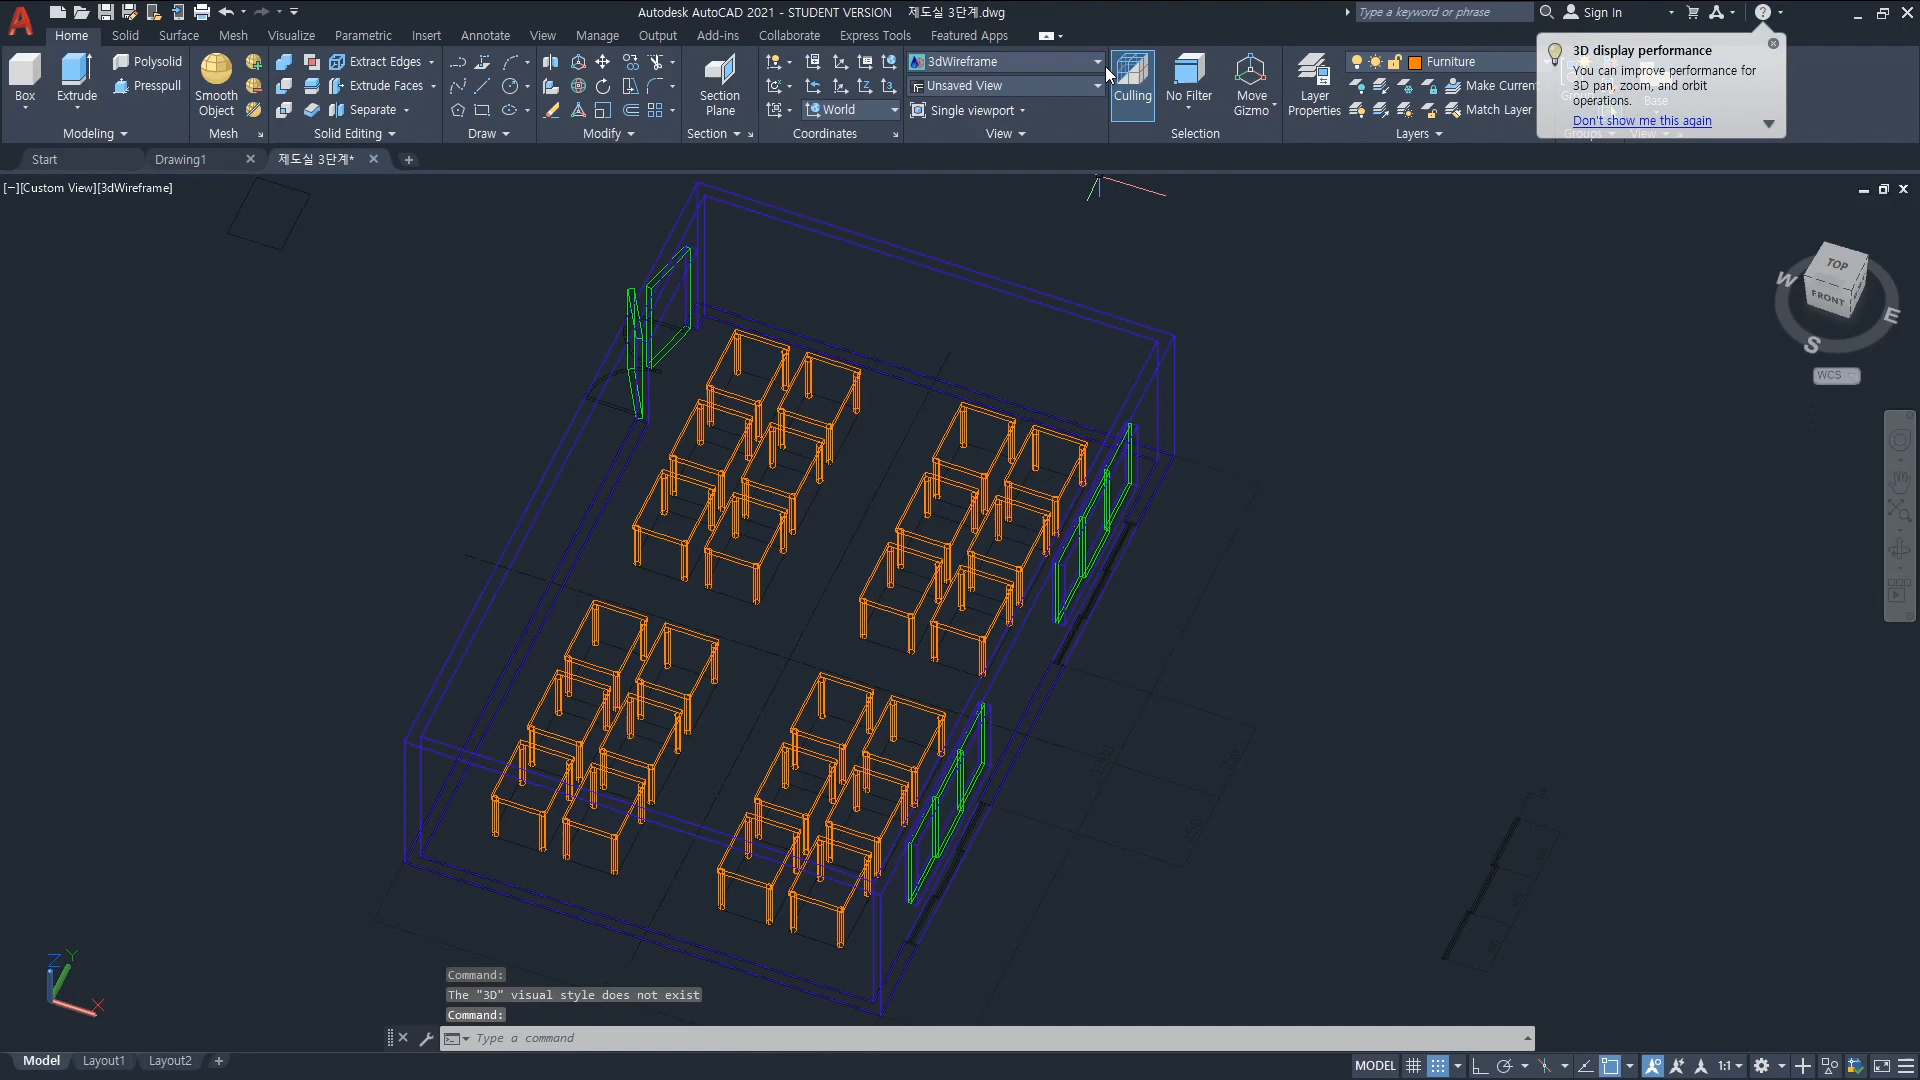 Autodesk AutoCAD 2021 - STUDENT VERSION 제도실 3단계.dwg
Type a keyword or phrase
Sign In
Home Solid Surface Mesh Visualize Parametric Insert Annotate View Manage Output Add-ins Collaborate Express Tools Featured Apps
Box
Extrude
Polysolid
Presspull
Modeling
Smooth
Object
Mesh
Extract Edges
Extrude Faces
Separate
Solid Editing
Draw
Modify
Section
Plane
Section
World
Coordinates
3dWireframe
Unsaved View
Single viewport
View
Culling
No Filter
Move
Gizmo
Selection
Layer
Properties
Furniture
Make Current
Match Layer
Layers
3D display performance
You can improve performance for
3D pan, zoom, and orbit
operations.
Don't show me this again
Start
Drawing1
제도실 3단계*
[−][Custom View][3dWireframe]
TOP
FRONT
W
E
S
WCS
Z
Y
X
Command:
The "3D" visual style does not exist
Command:
Type a command
Model
Layout1
Layout2
MODEL
1:1